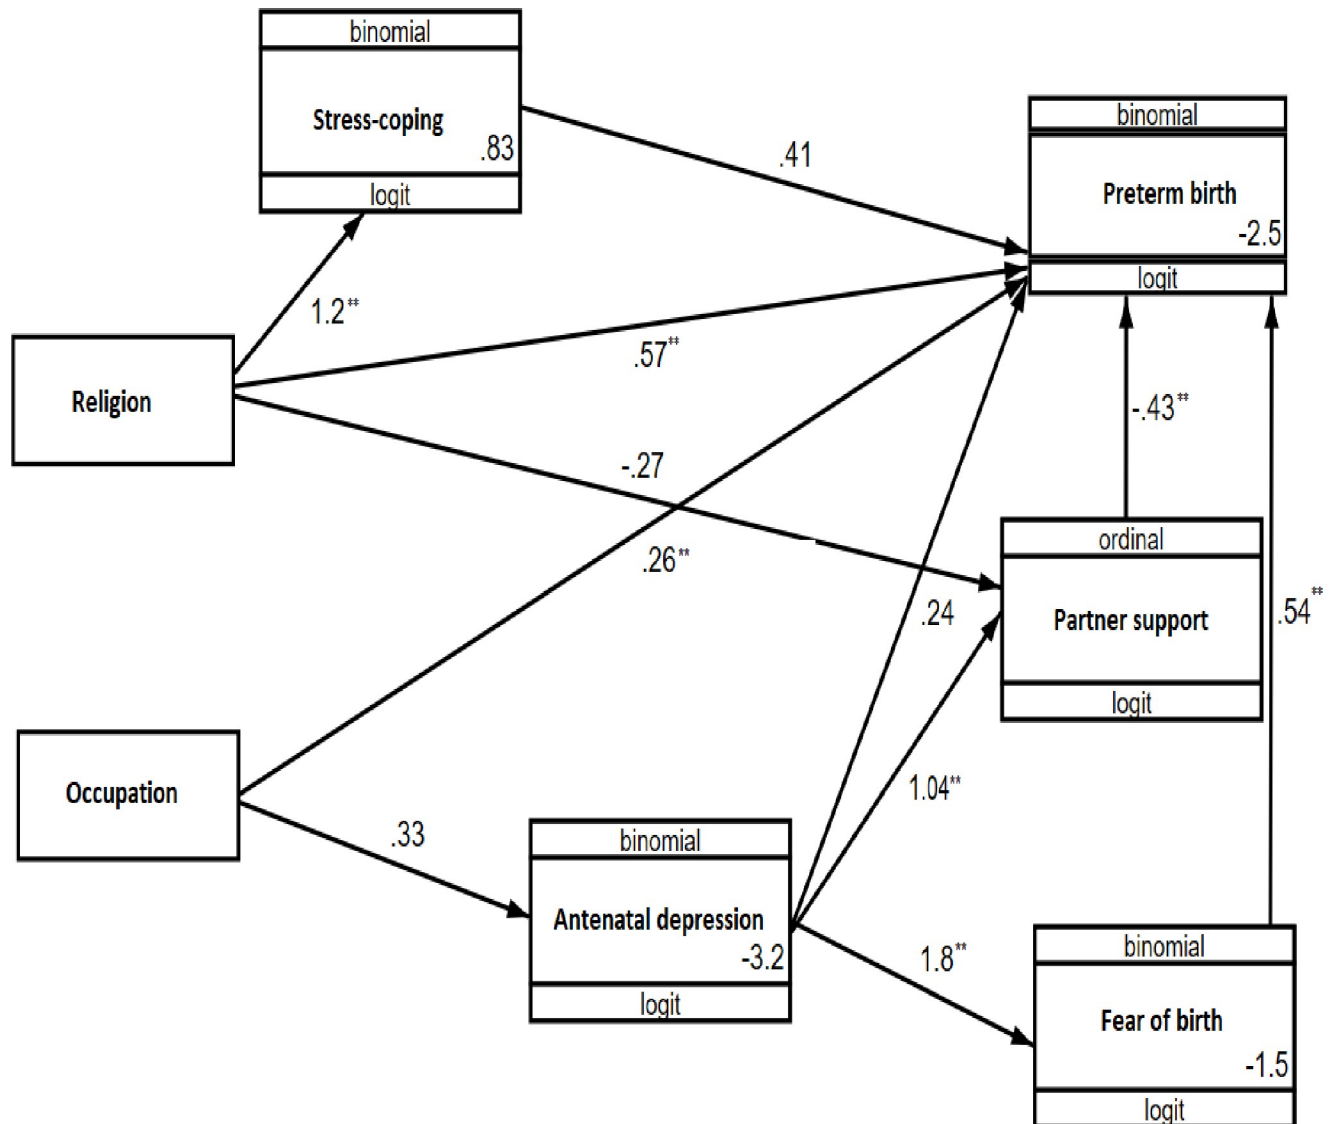 binomial
Stress-coping
.83
logit
binomial
Preterm birth
-2.5
logit
.41
1.2**
.57**
Religion
-.27
-.43**
.26**
ordinal
Partner support
logit
.24
.54**
Occupation
.33
1.04**
binomial
Antenatal depression
-3.2
logit
1.8**
binomial
Fear of birth
-1.5
logit